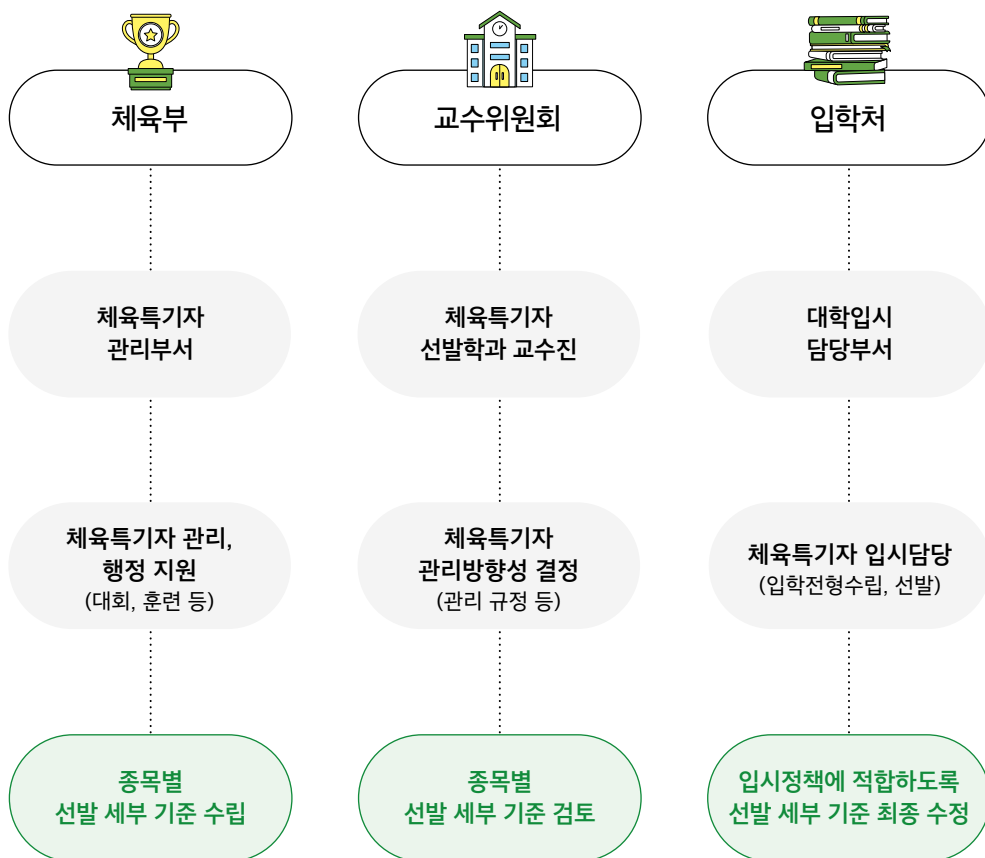 체육부
체육특기자
관리부서
체육특기자 관리,
행정 지원
(대회, 훈련 등)
종목별
선발 세부 기준 수립
교수위원회
체육특기자
선발학과 교수진
체육특기자
관리방향성 결정
(관리 규정 등)
종목별
선발 세부 기준 검토
입학처
대학입시
담당부서
체육특기자 입시담당
(입학전형수립, 선발)
입시정책에 적합하도록
선발 세부 기준 최종 수정